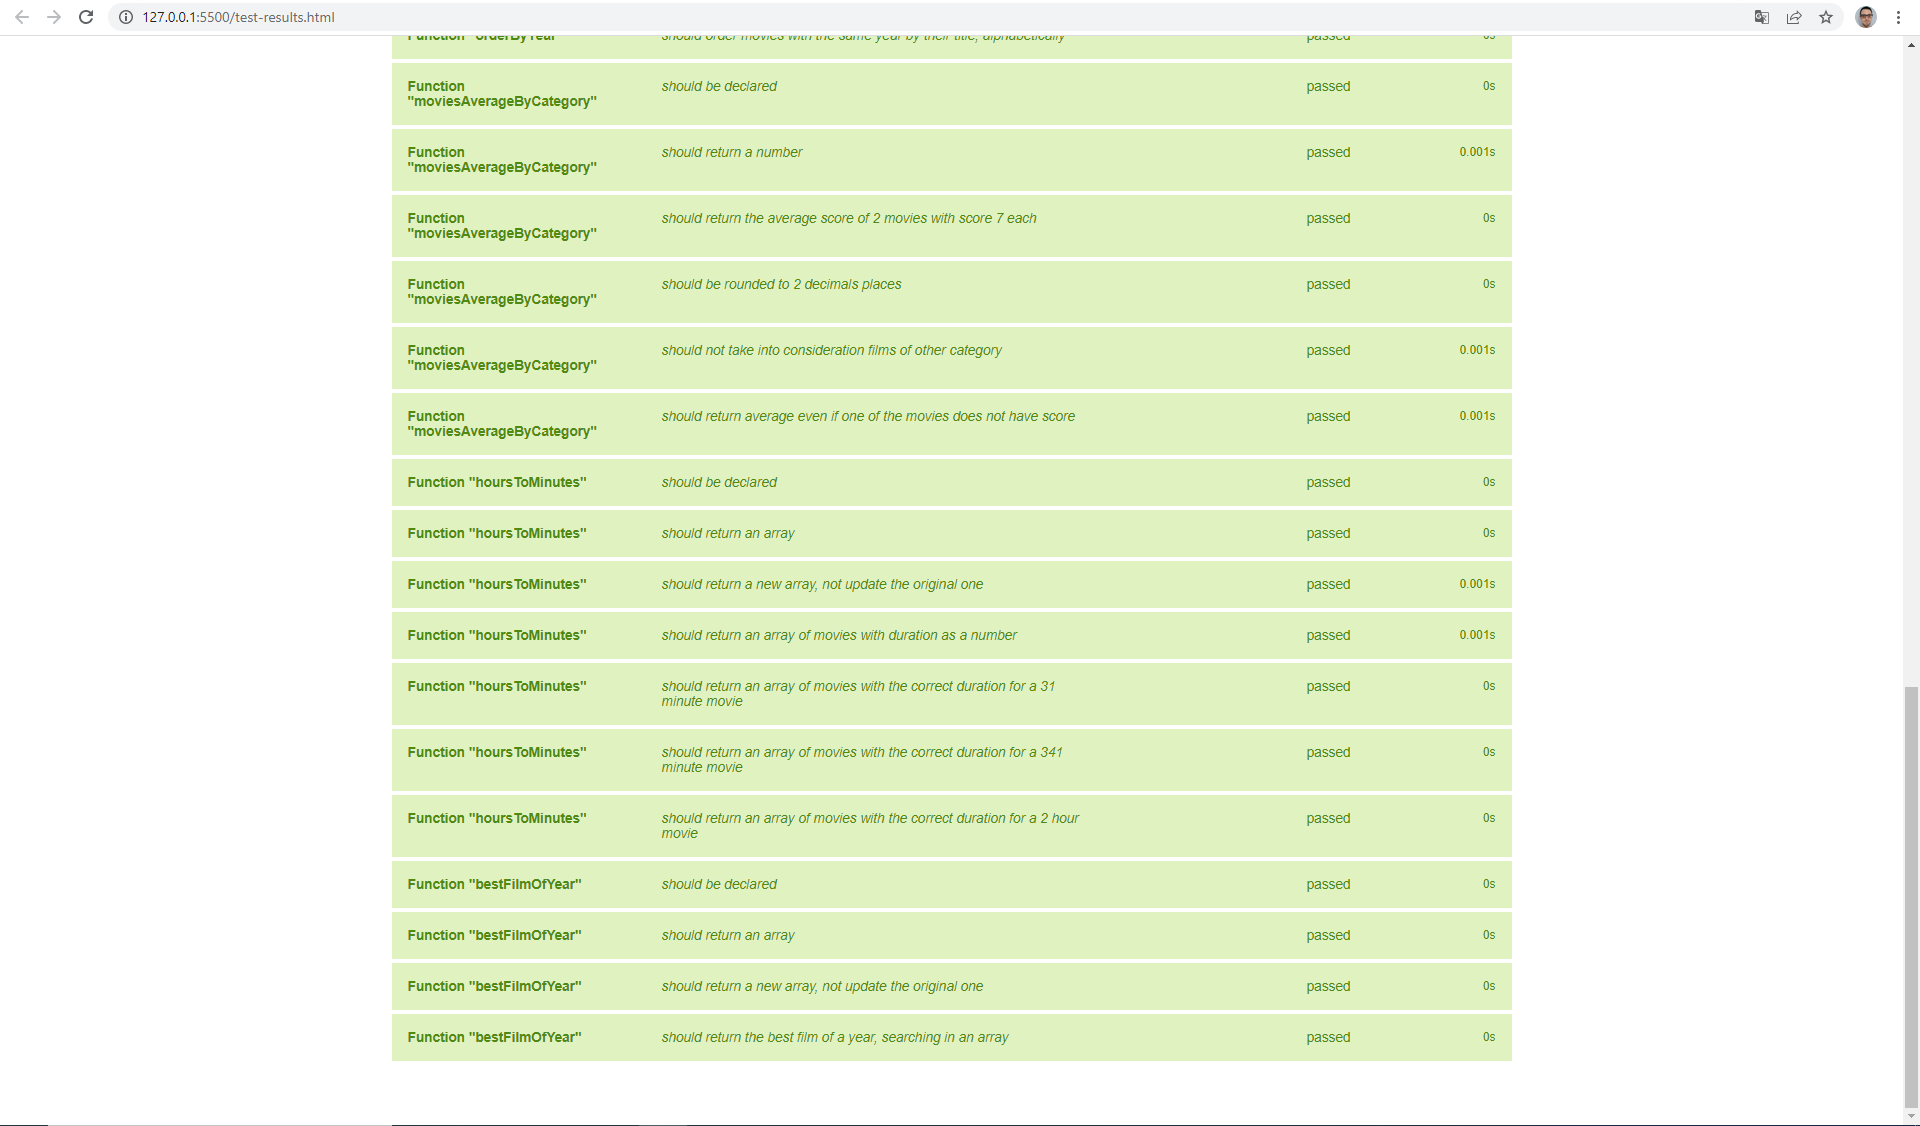 127.0.0.1:5500/test-results.html
Function "orderByYear" should order movies with the same year by their title, alphabetically passed 0s
Function should be declared passed 0s
"moviesAverageByCategory"
Function should return a number passed 0.001s
"moviesAverageByCategory"
Function should return the average score of 2 movies with score 7 each passed 0s
"moviesAverageByCategory"
Function should be rounded to 2 decimals places passed 0s
"moviesAverageByCategory"
Function should not take into consideration films of other category passed 0.001s
"moviesAverageByCategory"
Function should return average even if one of the movies does not have score passed 0.001s
"moviesAverageByCategory"
Function "hoursToMinutes" should be declared passed 0s
Function "hoursToMinutes" should return an array passed 0s
Function "hoursToMinutes" should return a new array, not update the original one passed 0.001s
Function "hoursToMinutes" should return an array of movies with duration as a number passed 0.001s
Function "hoursToMinutes" should return an array of movies with the correct duration for a 31 passed 0s
minute movie
Function "hoursToMinutes" should return an array of movies with the correct duration for a 341 passed 0s
minute movie
Function "hoursToMinutes" should return an array of movies with the correct duration for a 2 hour passed 0s
movie
Function "bestFilmOfYear" should be declared passed 0s
Function "bestFilmOfYear" should return an array passed 0s
Function "bestFilmOfYear" should return a new array, not update the original one passed 0s
Function "bestFilmOfYear" should return the best film of a year, searching in an array passed 0s